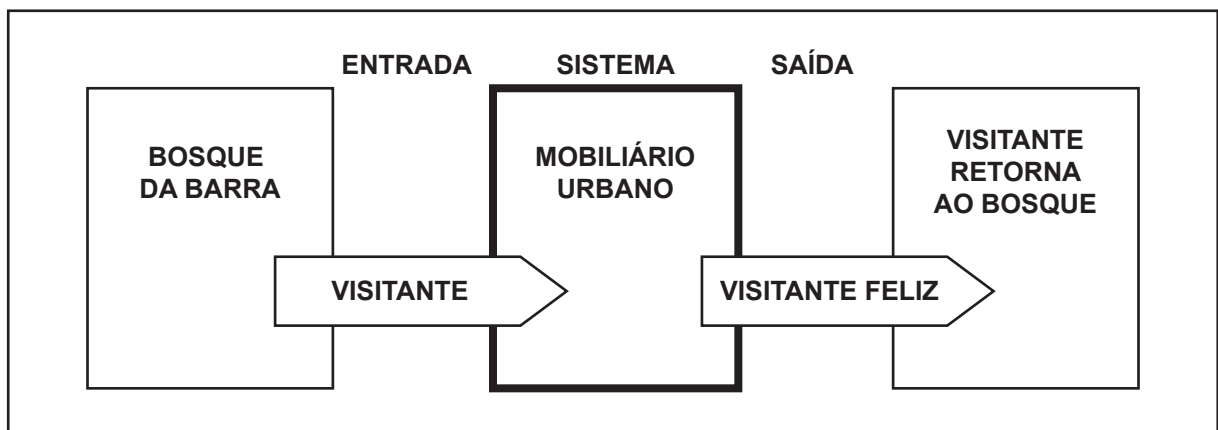 ENTRADA SISTEMA SAÍDA
BOSQUE
DA BARRA
MOBILIÁRIO
URBANO
VISITANTE
RETORNA
AO BOSQUE
VISITANTE
VISITANTE FELIZ